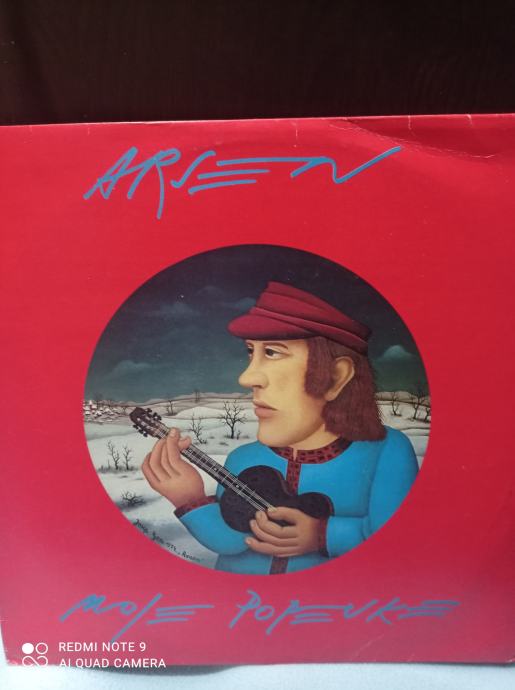 ARSEN
MOJE POPEVKE
REDMI NOTE 9
AI QUAD CAMERA